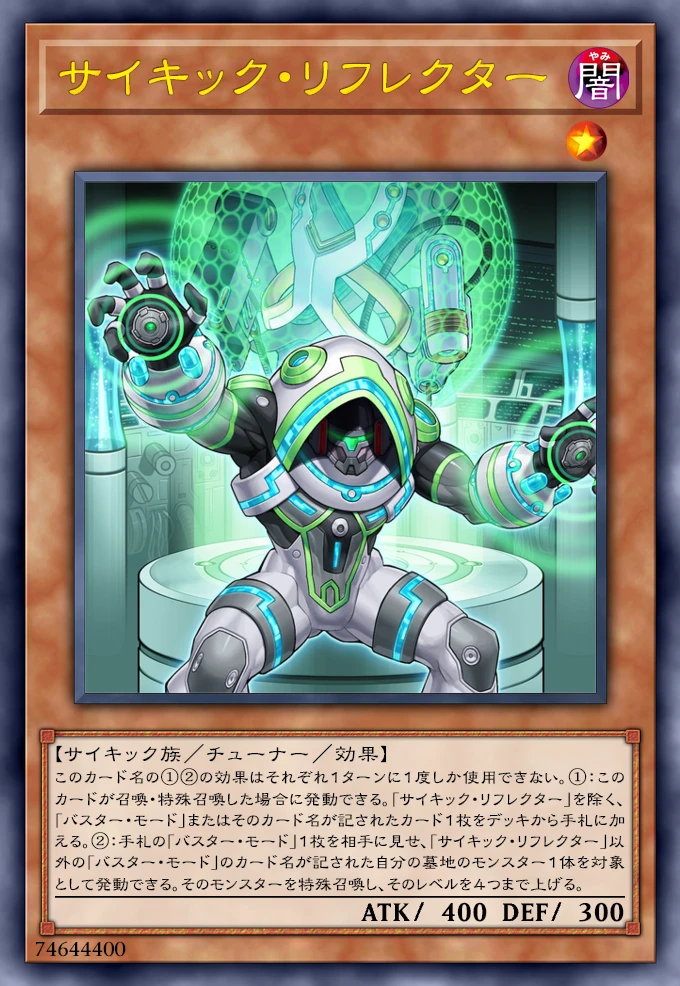 サイキック・リフレクター
やみ
闇
【サイキック族／チューナー／効果】
このカード名の①②の効果はそれぞれ１ターンに１度しか使用できない。①：この
カードが召喚・特殊召喚した場合に発動できる。「サイキック・リフレクター」を除く、
「バスター・モード」またはそのカード名が記されたカード１枚をデッキから手札に加
える。②：手札の「バスター・モード」１枚を相手に見せ、「サイキック・リフレクター」以
外の「バスター・モード」のカード名が記された自分の墓地のモンスター１体を対象
として発動できる。そのモンスターを特殊召喚し、そのレベルを４つまで上げる。
ATK/ 400 DEF/ 300
74644400